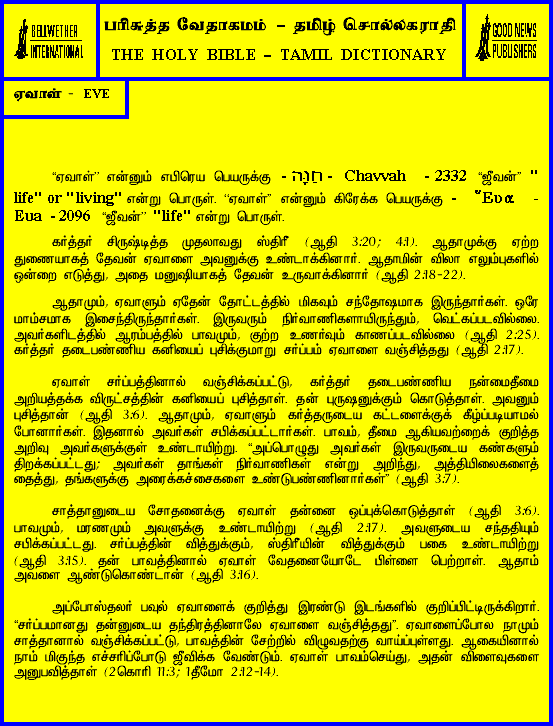 BELLWETHER
INTERNATIONAL
பரிசுத்த வேதாகமம் – தமிழ் சொல்லகராதி
THE HOLY BIBLE – TAMIL DICTIONARY
GOOD NEWS
PUBLISHERS
ஏவாள் - EVE
“ஏவாள்” என்னும் எபிரெய பெயருக்கு - חַוָּה - Chavvah - 2332 “ஜீவன்” "
life" or "living" என்று பொருள். “ஏவாள்” என்னும் கிரேக்க பெயருக்கு - Ἕυα -
Eua - 2096 “ஜீவன்” "life" என்று பொருள்.
கர்த்தர் சிருஷ்டித்த முதலாவது ஸ்திரீ (ஆதி 3:20; 4:1). ஆதாமுக்கு ஏற்ற
துணையாகத் தேவன் ஏவாளை அவனுக்கு உண்டாக்கினார். ஆதாமின் விலா எலும்புகளில்
ஒன்றை எடுத்து, அதை மனுஷியாகத் தேவன் உருவாக்கினார் (ஆதி 2:18-22).
ஆதாமும், ஏவாளும் ஏதேன் தோட்டத்தில் மிகவும் சந்தோஷமாக இருந்தார்கள். ஒரே
மாம்சமாக இசைந்திருந்தார்கள். இருவரும் நிர்வாணிகளாயிருந்தும், வெட்கப்படவில்லை.
அவர்களிடத்தில் ஆரம்பத்தில் பாவமும், குற்ற உணர்வும் காணப்படவில்லை (ஆதி 2:25).
கர்த்தர் தடைபண்ணிய கனியைப் புசிக்குமாறு சர்ப்பம் ஏவாளை வஞ்சித்தது (ஆதி 2:17).
ஏவாள் சர்ப்பத்தினால் வஞ்சிக்கப்பட்டு, கர்த்தர் தடைபண்ணிய நன்மைதீமை
அறியத்தக்க விருட்சத்தின் கனியைப் புசித்தாள். தன் புருஷனுக்கும் கொடுத்தாள். அவனும்
புசித்தான் (ஆதி 3:6). ஆதாமும், ஏவாளும் கர்த்தருடைய கட்டளைக்குக் கீழ்ப்படியாமல்
போனார்கள். இதனால் அவர்கள் சபிக்கப்பட்டார்கள். பாவம், தீமை ஆகியவற்றைக் குறித்த
அறிவு அவர்களுக்குள் உண்டாயிற்று. “அப்பொழுது அவர்கள் இருவருடைய கண்களும்
திறக்கப்பட்டது; அவர்கள் தாங்கள் நிர்வாணிகள் என்று அறிந்து, அத்தியிலைகளைத்
தைத்து, தங்களுக்கு அரைக்கச்சைகளை உண்டுபண்ணினார்கள்” (ஆதி 3:7).
சாத்தானுடைய சோதனைக்கு ஏவாள் தன்னை ஒப்புக்கொடுத்தாள் (ஆதி 3:6).
பாவமும், மரணமும் அவளுக்கு உண்டாயிற்று (ஆதி 2:17). அவளுடைய சந்ததியும்
சபிக்கப்பட்டது. சர்ப்பத்தின் வித்துக்கும், ஸ்திரீயின் வித்துக்கும் பகை உண்டாயிற்று
(ஆதி 3:15). தன் பாவத்தினால் ஏவாள் வேதனையோடே பிள்ளை பெற்றாள். ஆதாம்
அவளை ஆண்டுகொண்டான் (ஆதி 3:16).
அப்போஸ்தலர் பவுல் ஏவாளைக் குறித்து இரண்டு இடங்களில் குறிப்பிட்டிருக்கிறார்.
“சர்ப்பமானது தன்னுடைய தந்திரத்தினாலே ஏவாளை வஞ்சித்தது”. ஏவாளைப்போல நாமும்
சாத்தானால் வஞ்சிக்கப்பட்டு, பாவத்தின் சேற்றில் விழுவதற்கு வாய்ப்புள்ளது. ஆகையினால்
நாம் மிகுந்த எச்சரிப்போடு ஜீவிக்க வேண்டும். ஏவாள் பாவம்செய்து, அதன் விளைவுகளை
அனுபவித்தாள் (2கொரி 11:3; 1தீமோ 2:12-14).